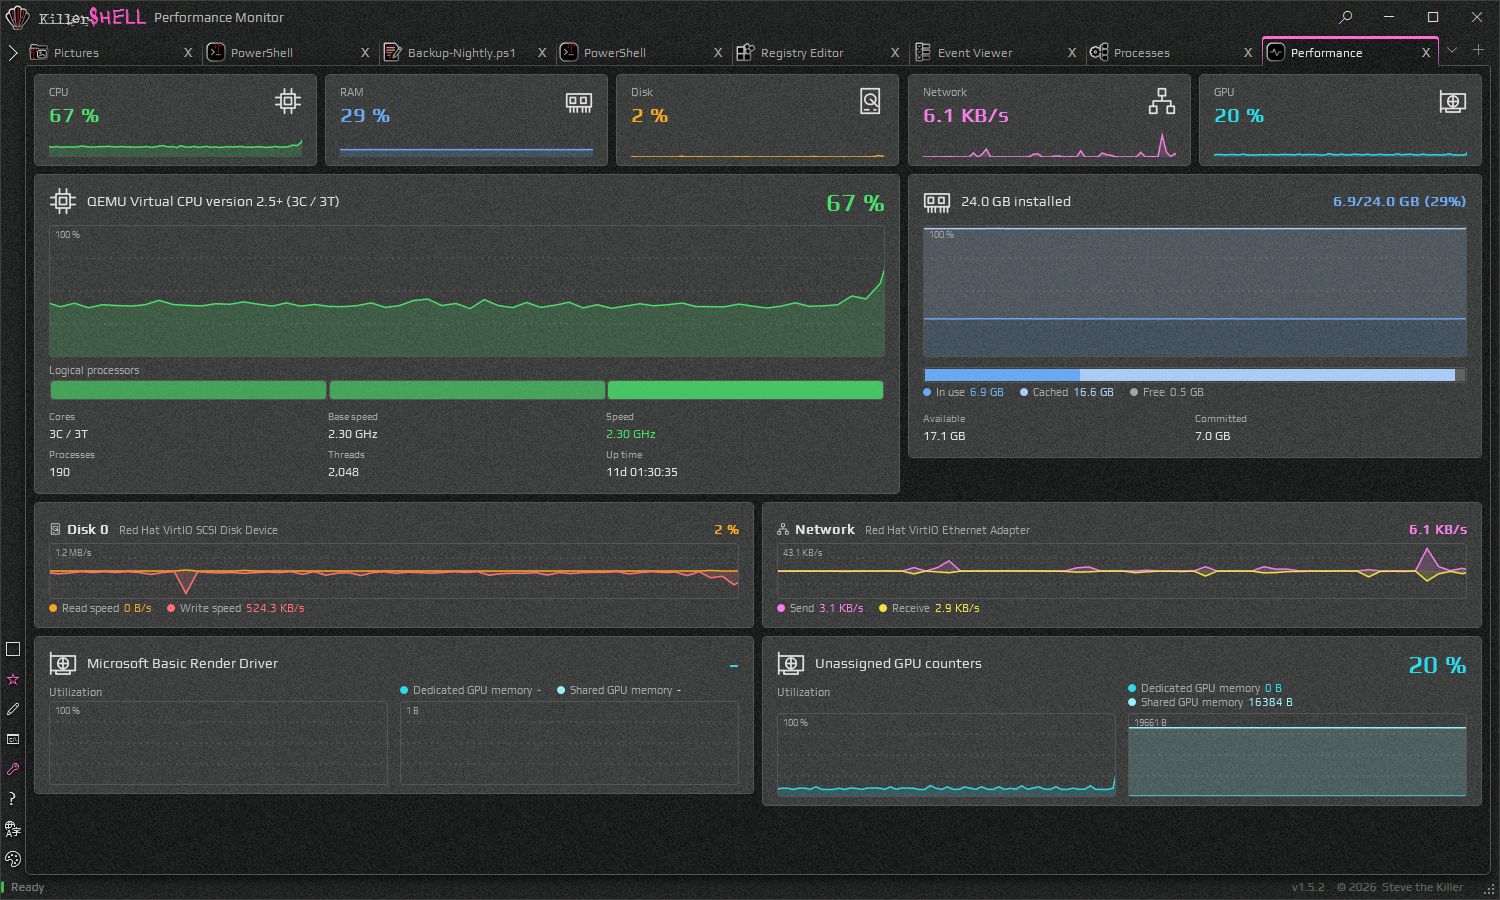 KillerSHELL Performance Monitor
Pictures X PowerShell X Backup-Nightly.ps1 X PowerShell X Registry Editor X Event Viewer X Processes X Performance X
CPU
67 %
RAM
29 %
Disk
2 %
Network
6.1 KB/s
GPU
20 %
QEMU Virtual CPU version 2.5+ (3C / 3T) 67 %
100 %
Logical processors
Cores Base speed Speed
3C / 3T 2.30 GHz 2.30 GHz
Processes Threads Up time
190 2,048 11d 01:30:35
24.0 GB installed 6.9/24.0 GB (29%)
100 %
In use 6.9 GB Cached 16.6 GB Free 0.5 GB
Available Committed
17.1 GB 7.0 GB
Disk 0 Red Hat VirtIO SCSI Disk Device 2 %
1.2 MB/s
Read speed 0 B/s Write speed 524.3 KB/s
Network Red Hat VirtIO Ethernet Adapter 6.1 KB/s
43.1 KB/s
Send 3.1 KB/s Receive 2.9 KB/s
Microsoft Basic Render Driver -
Utilization Dedicated GPU memory - Shared GPU memory -
100 % 1 B
Unassigned GPU counters 20 %
Utilization
Dedicated GPU memory 0 B
Shared GPU memory 16384 B
100 % 19661 B
Ready v1.5.2 © 2026 Steve the Killer